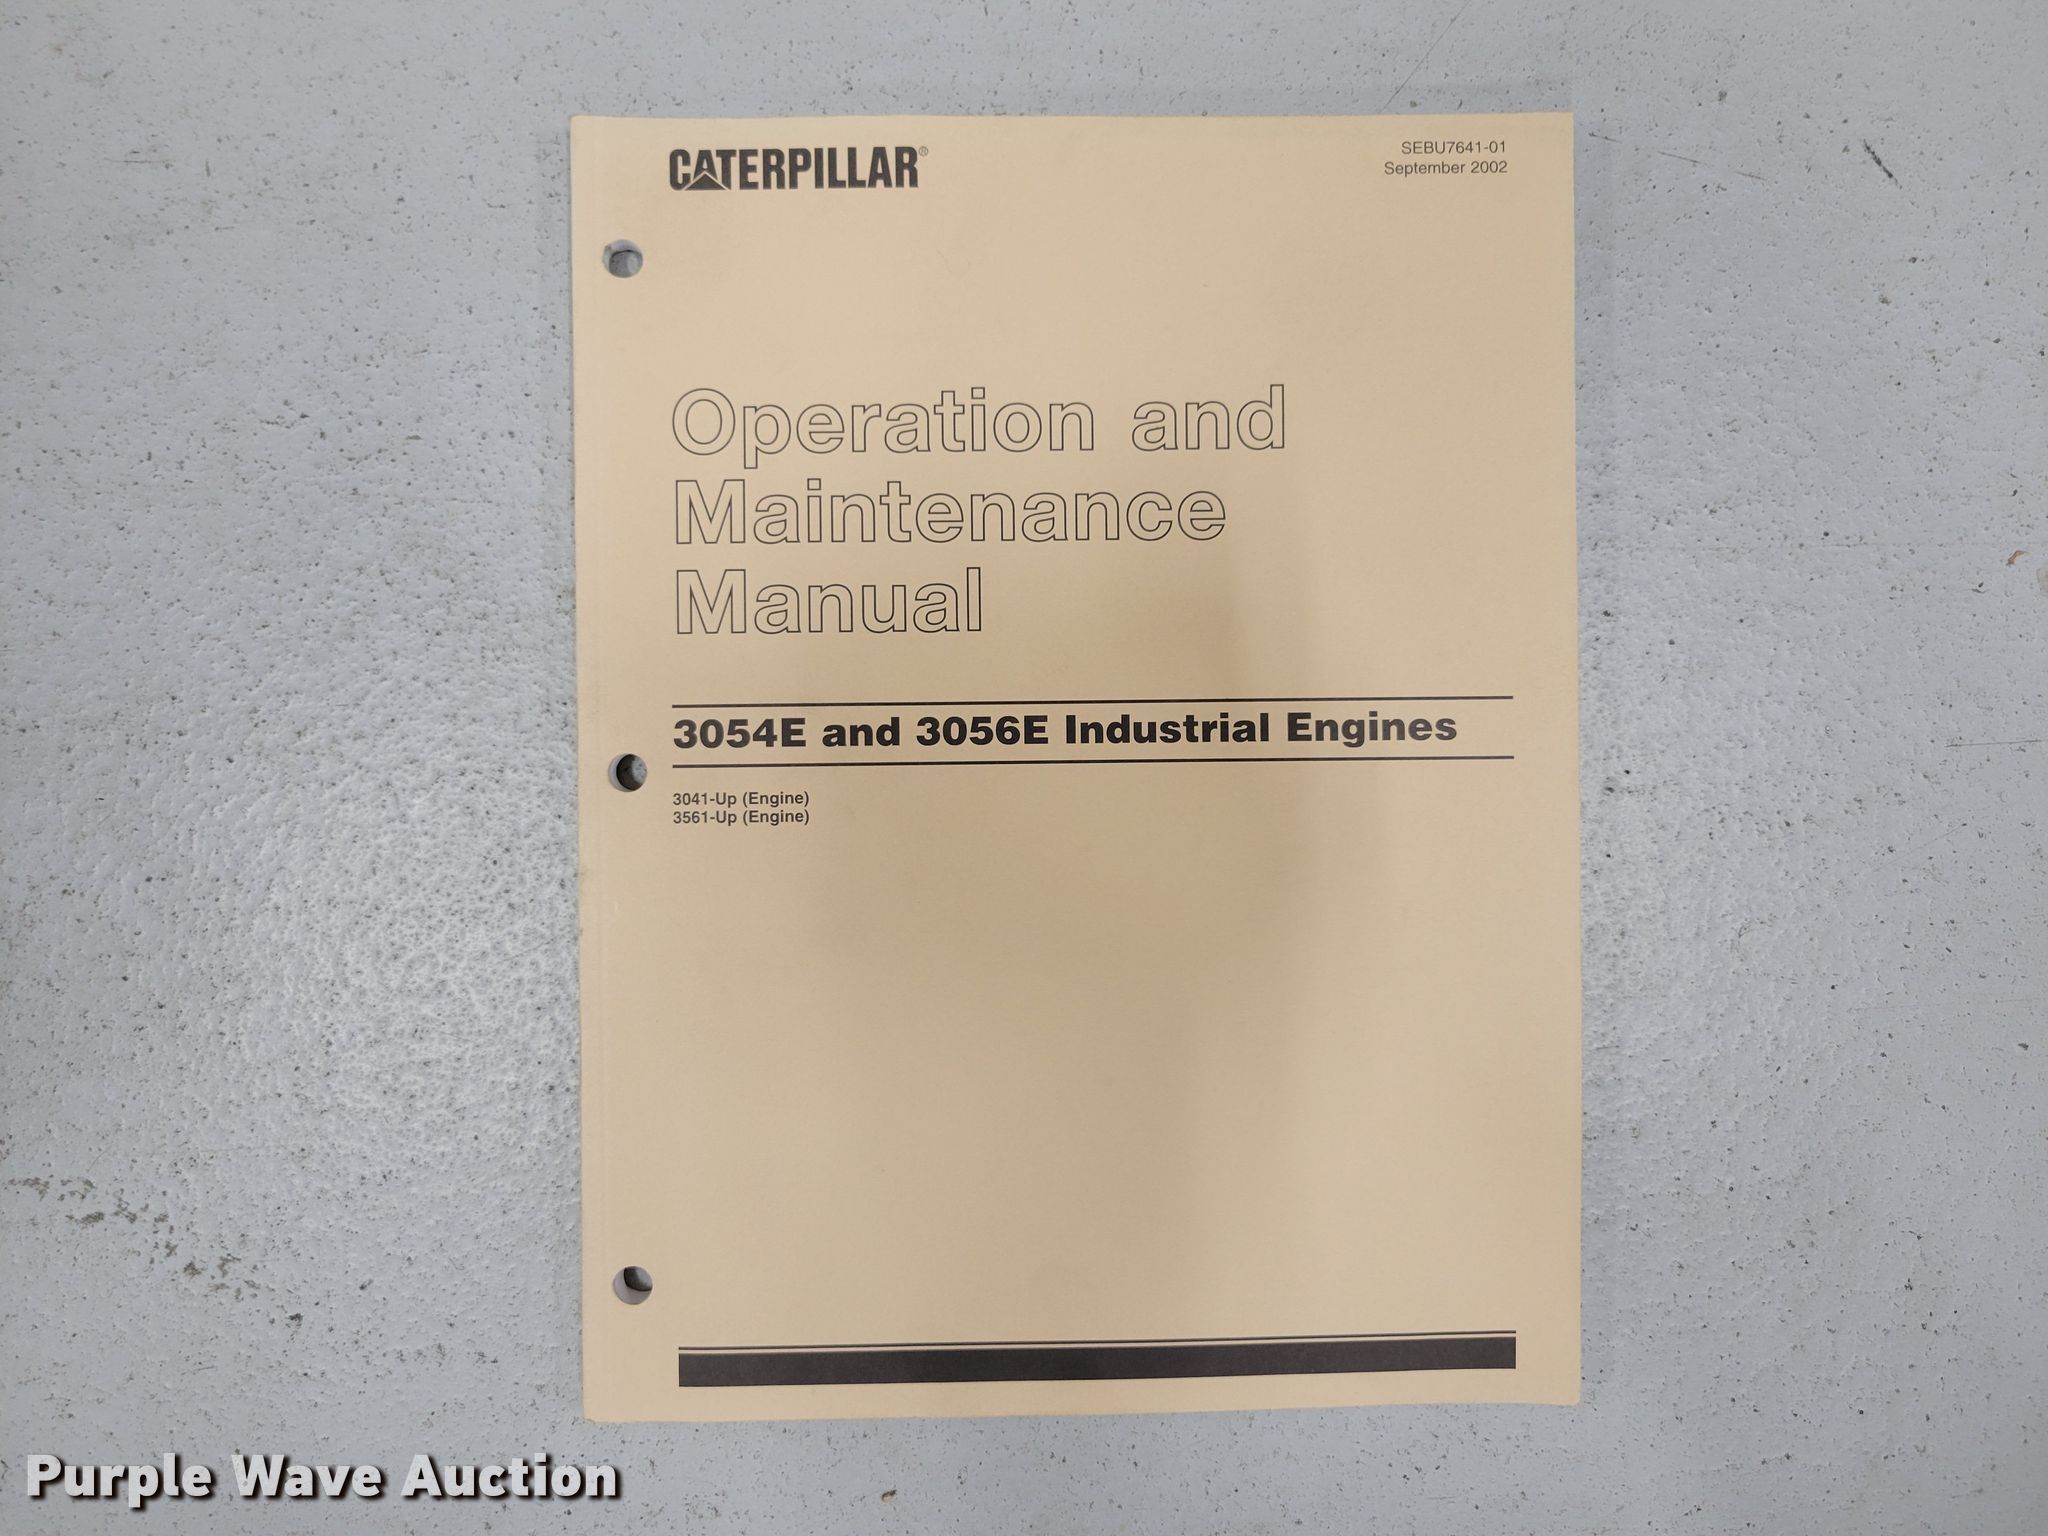 CATERPILLAR®
SEBU7641-01
September 2002
Operation and
Maintenance
Manual
3054E and 3056E Industrial Engines
3041-Up (Engine)
3561-Up (Engine)
Purple Wave Auction